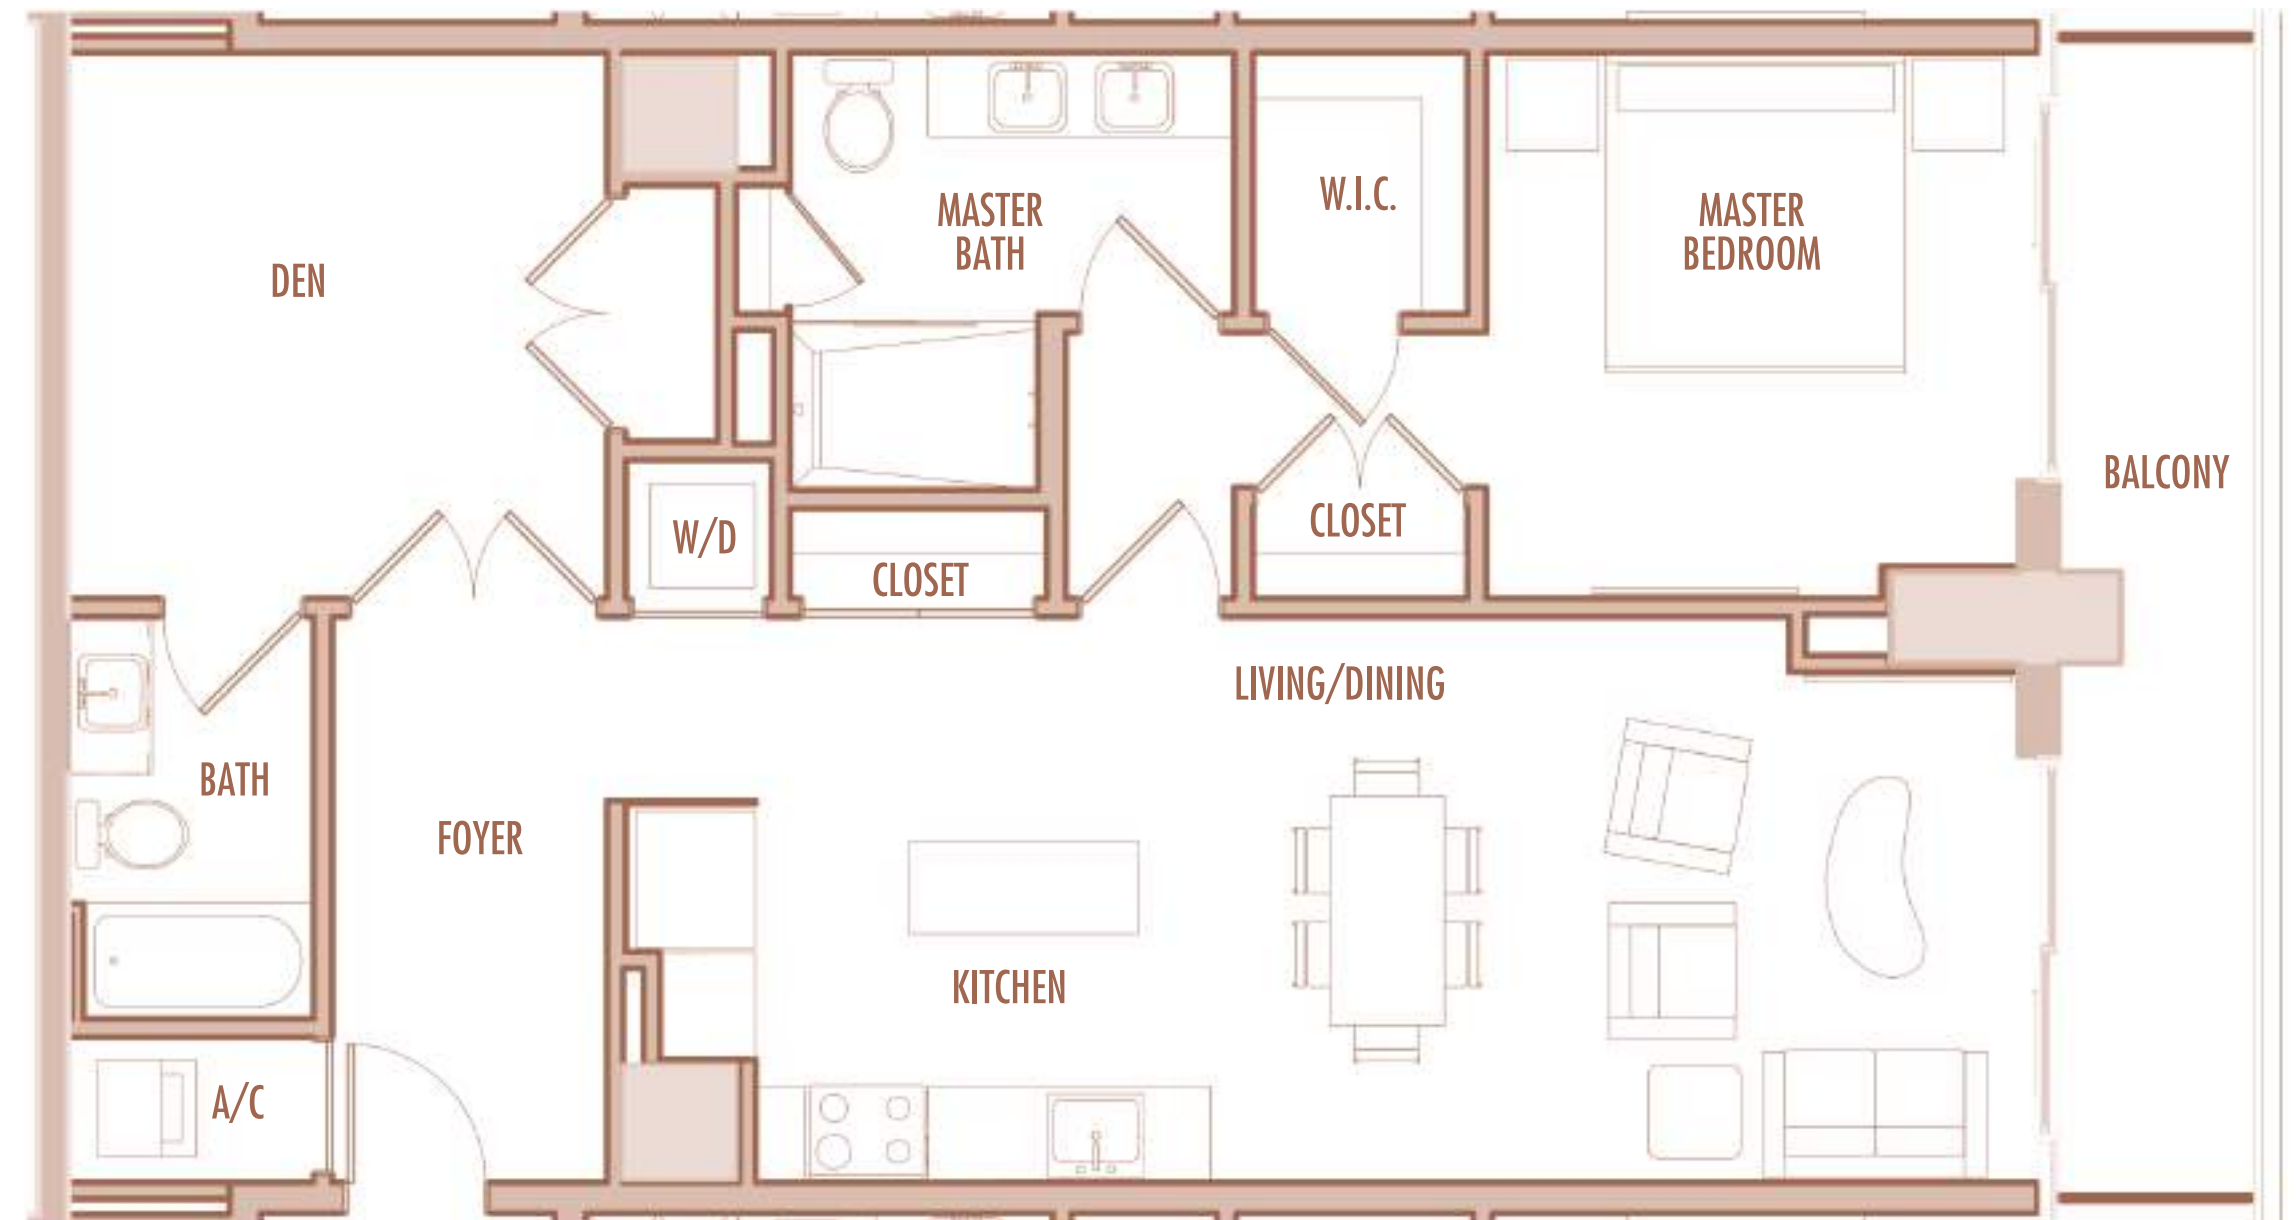 DEN
MASTER
BATH
W.I.C.
MASTER
BEDROOM
BALCONY
W/D
CLOSET
CLOSET
LIVING/DINING
BATH
FOYER
KITCHEN
A/C